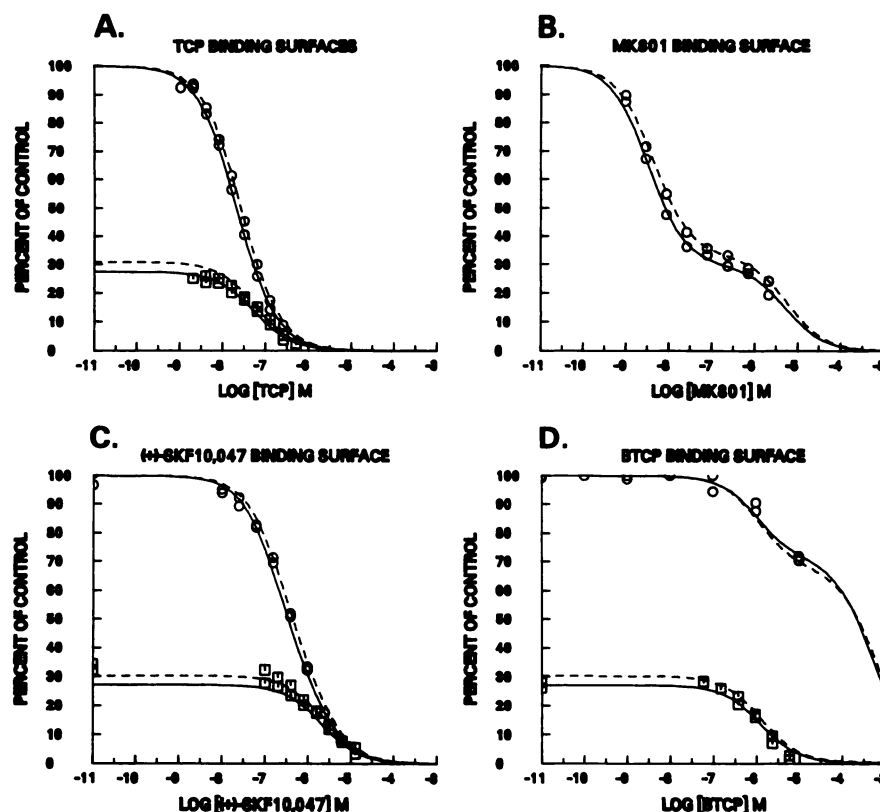 A.
TCP BINDING SURFACES
PERCENT OF CONTROL
100
90
80
70
60
50
40
30
20
10
0
-11 -10 -9 -8 -7 -6 -5 -4 -3
LOG [TCP] M
B.
MK801 BINDING SURFACE
PERCENT OF CONTROL
100
90
80
70
60
50
40
30
20
10
0
-11 -10 -9 -8 -7 -6 -5 -4 -3
LOG [MK801] M
C.
(+)-SKF10,047 BINDING SURFACE
PERCENT OF CONTROL
100
90
80
70
60
50
40
30
20
10
0
-11 -10 -9 -8 -7 -6 -5 -4 -3
LOG [(+)-SKF10,047] M
D.
BTCP BINDING SURFACE
PERCENT OF CONTROL
100
90
80
70
60
50
40
30
20
10
0
-11 -10 -9 -8 -7 -6 -5 -4 -3
LOG [BTCP] M